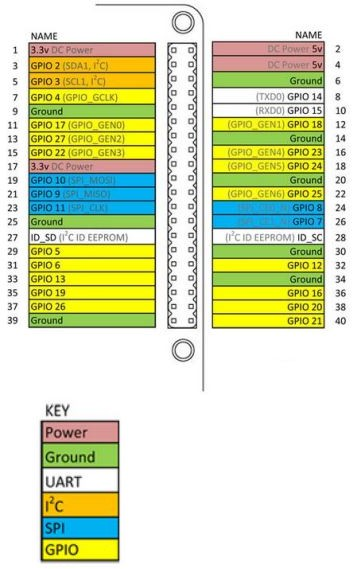 NAME NAME
1 3.3v DC Power DC Power 5v 2
3 GPIO 2 (SDA1, I²C) DC Power 5v 4
5 GPIO 3 (SCL1, I²C) Ground 6
7 GPIO 4 (GPIO_GCLK) (TXD0) GPIO 14 8
9 Ground (RXD0) GPIO 15 10
11 GPIO 17 (GPIO_GEN0) (GPIO_GEN1) GPIO 18 12
13 GPIO 27 (GPIO_GEN2) Ground 14
15 GPIO 22 (GPIO_GEN3) (GPIO_GEN4) GPIO 23 16
17 3.3v DC Power (GPIO_GEN5) GPIO 24 18
19 GPIO 10 (SPI_MOSI) Ground 20
21 GPIO 9 (SPI_MISO) (GPIO_GEN6) GPIO 25 22
23 GPIO 11 (SPI_CLK) (SPI_CE0_N) GPIO 8 24
25 Ground (SPI_CE1_N) GPIO 7 26
27 ID_SD (I²C ID EEPROM) (I²C ID EEPROM) ID_SC 28
29 GPIO 5 Ground 30
31 GPIO 6 GPIO 12 32
33 GPIO 13 Ground 34
35 GPIO 19 GPIO 16 36
37 GPIO 26 GPIO 20 38
39 Ground GPIO 21 40
KEY
Power
Ground
UART
I²C
SPI
GPIO